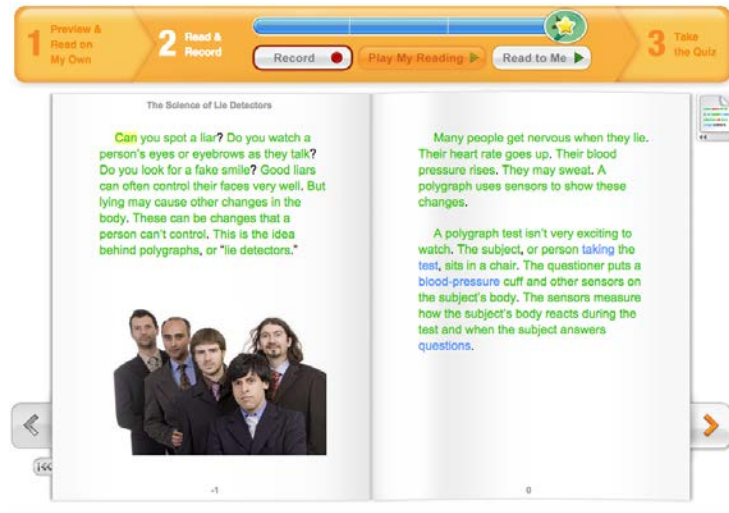 1 Preview &
Read on
My Own
2 Read &
Record
Record
Play My Reading
Read to Me
3 Take
the Quiz
The Science of Lie Detectors
Can you spot a liar? Do you watch a
person's eyes or eyebrows as they talk?
Do you look for a fake smile? Good liars
can often control their faces very well. But
lying may cause other changes in the
body. These can be changes that a
person can't control. This is the idea
behind polygraphs, or "lie detectors."
-1
Many people get nervous when they lie.
Their heart rate goes up. Their blood
pressure rises. They may sweat. A
polygraph uses sensors to show these
changes.
A polygraph test isn't very exciting to
watch. The subject, or person taking the
test, sits in a chair. The questioner puts a
blood-pressure cuff and other sensors on
the subject's body. The sensors measure
how the subject's body reacts during the
test and when the subject answers
questions.
0